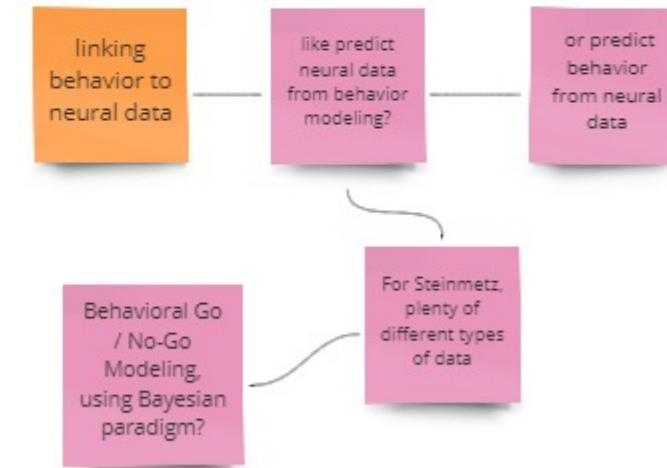 linking
behavior to
neural data
like predict
neural data
from behavior
modeling?
or predict
behavior
from neural
data
For Steinmetz,
plenty of
different types
of data
Behavioral Go
/ No-Go
Modeling,
using Bayesian
paradigm?